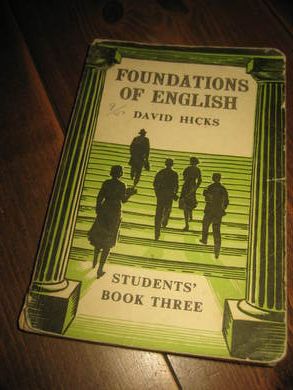 FOUNDATIONS
OF ENGLISH
DAVID HICKS
STUDENTS'
BOOK THREE